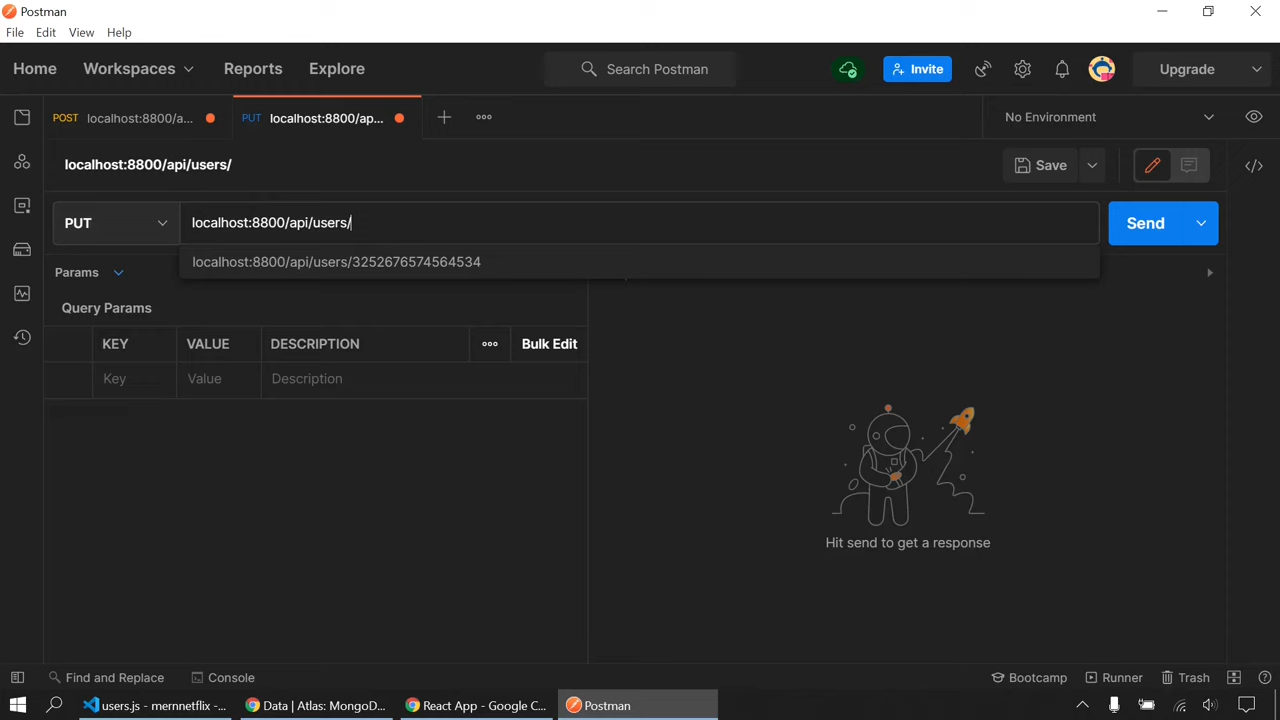 Postman
File Edit View Help
Home Workspaces Reports Explore Search Postman Invite Upgrade
POST localhost:8800/a... PUT localhost:8800/ap... No Environment
localhost:8800/api/users/ Save
PUT localhost:8800/api/users/ Send
localhost:8800/api/users/3252676574564534
Params
Query Params
KEY VALUE DESCRIPTION Bulk Edit
Key Value Description
Hit send to get a response
Find and Replace Console Bootcamp Runner Trash
users.js - mernnetflix -... Data | Atlas: MongoD... React App - Google C... Postman